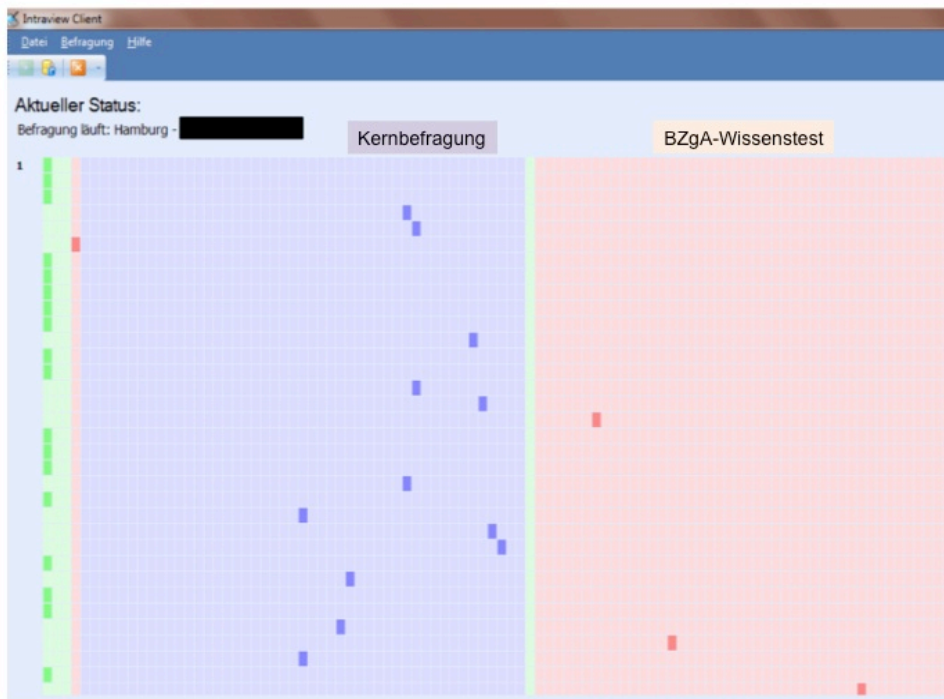 Intraview Client
Datei Befragung Hilfe
Aktueller Status:
Befragung läuft: Hamburg -
Kernbefragung
BZgA-Wissenstest
1